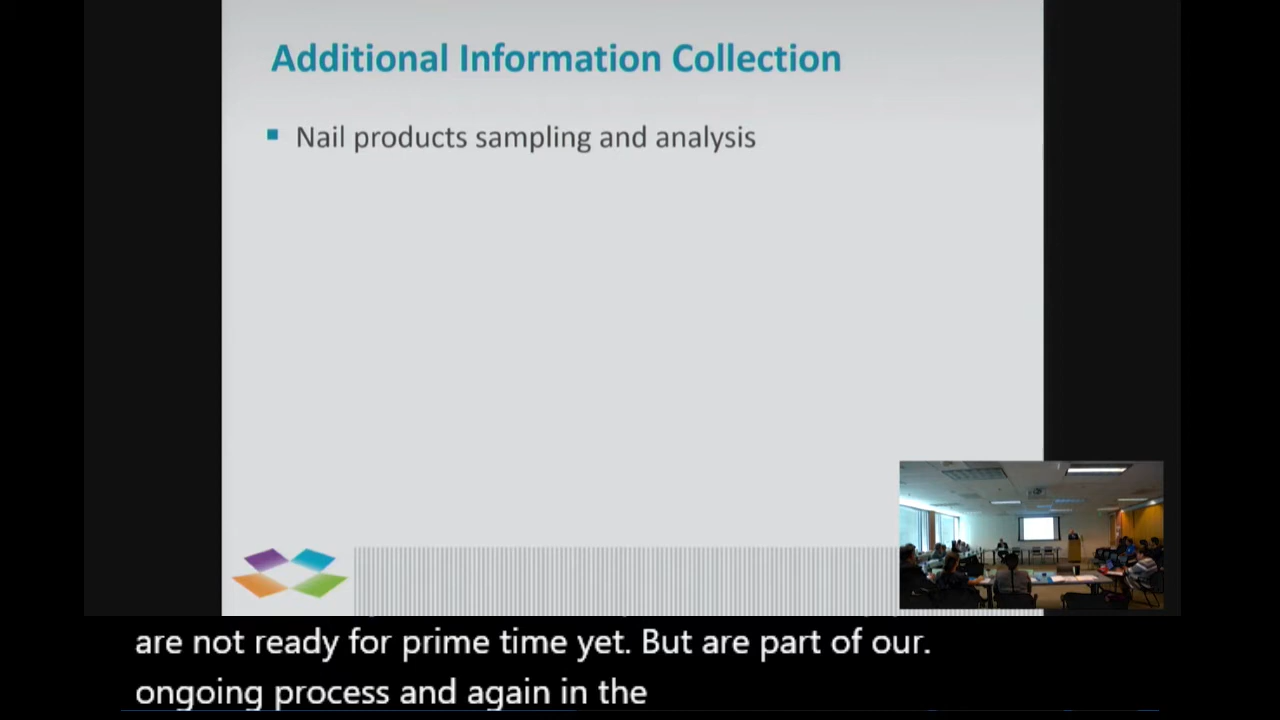 Additional Information Collection
Nail products sampling and analysis
are not ready for prime time yet. But are part of our.
ongoing process and again in the